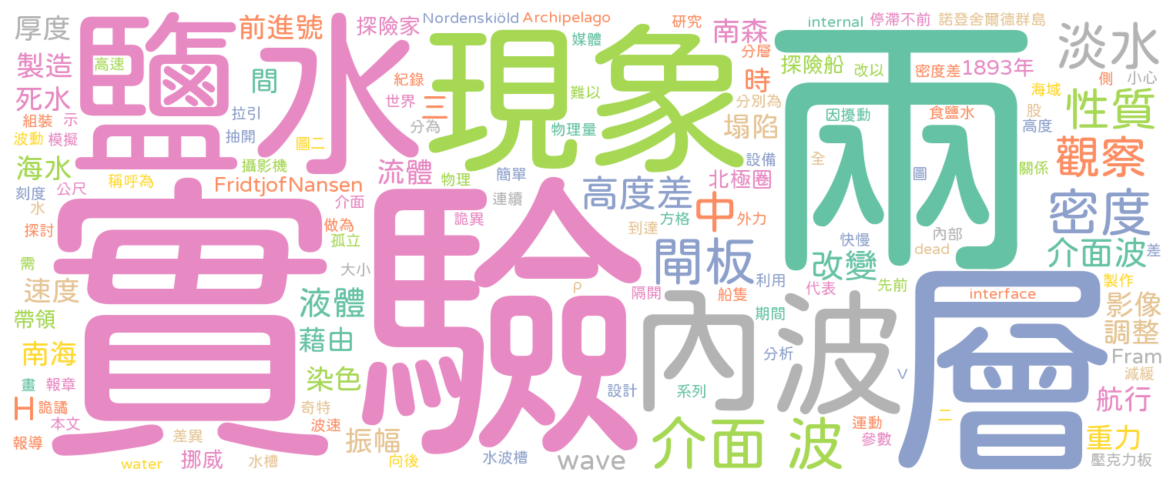 厚度
鹽水
前進號
探險家
Nordenskiöld
Archipelago
現象
媒體
研究
南森
分層
internal
停滯不前
諾登舍爾德群島
兩
淡水
製造
高速
間
紀錄
三
難以
時
探險船
改以
密度差
1893年
側
小心
死水
拉引
世界
分別為
海域
性質
組裝
示
抽開
分為
物理量
塌陷
因擾動
食鹽水
股
高度
波動
模擬
圖二
觀察
海水
攝影機
流體
物理
簡單
設備
全
圖
關係
稱呼為
FridtjofNansen
連續
高度差
北極圈
刻度
公尺
介面
詭異
方格
中
外力
密度
水
做為
實驗
到達
快慢
內部
探討
孤立
閘板
dead
介面波
差
需
大小
改變
速度
液體
ρ
隔開
船隻
利用
代表
先前
層
interface
製作
帶領
內波
期間
影像
藉由
調整
南海
分析
Fram
染色
V
減緩
畫
報章
設計
系列
航行
H
詭譎
奇特
本文
波速
二
運動
報導
差異
振幅
介面 波
參數
重力
water
挪威
水槽
向後
水波槽
wave
壓克力板